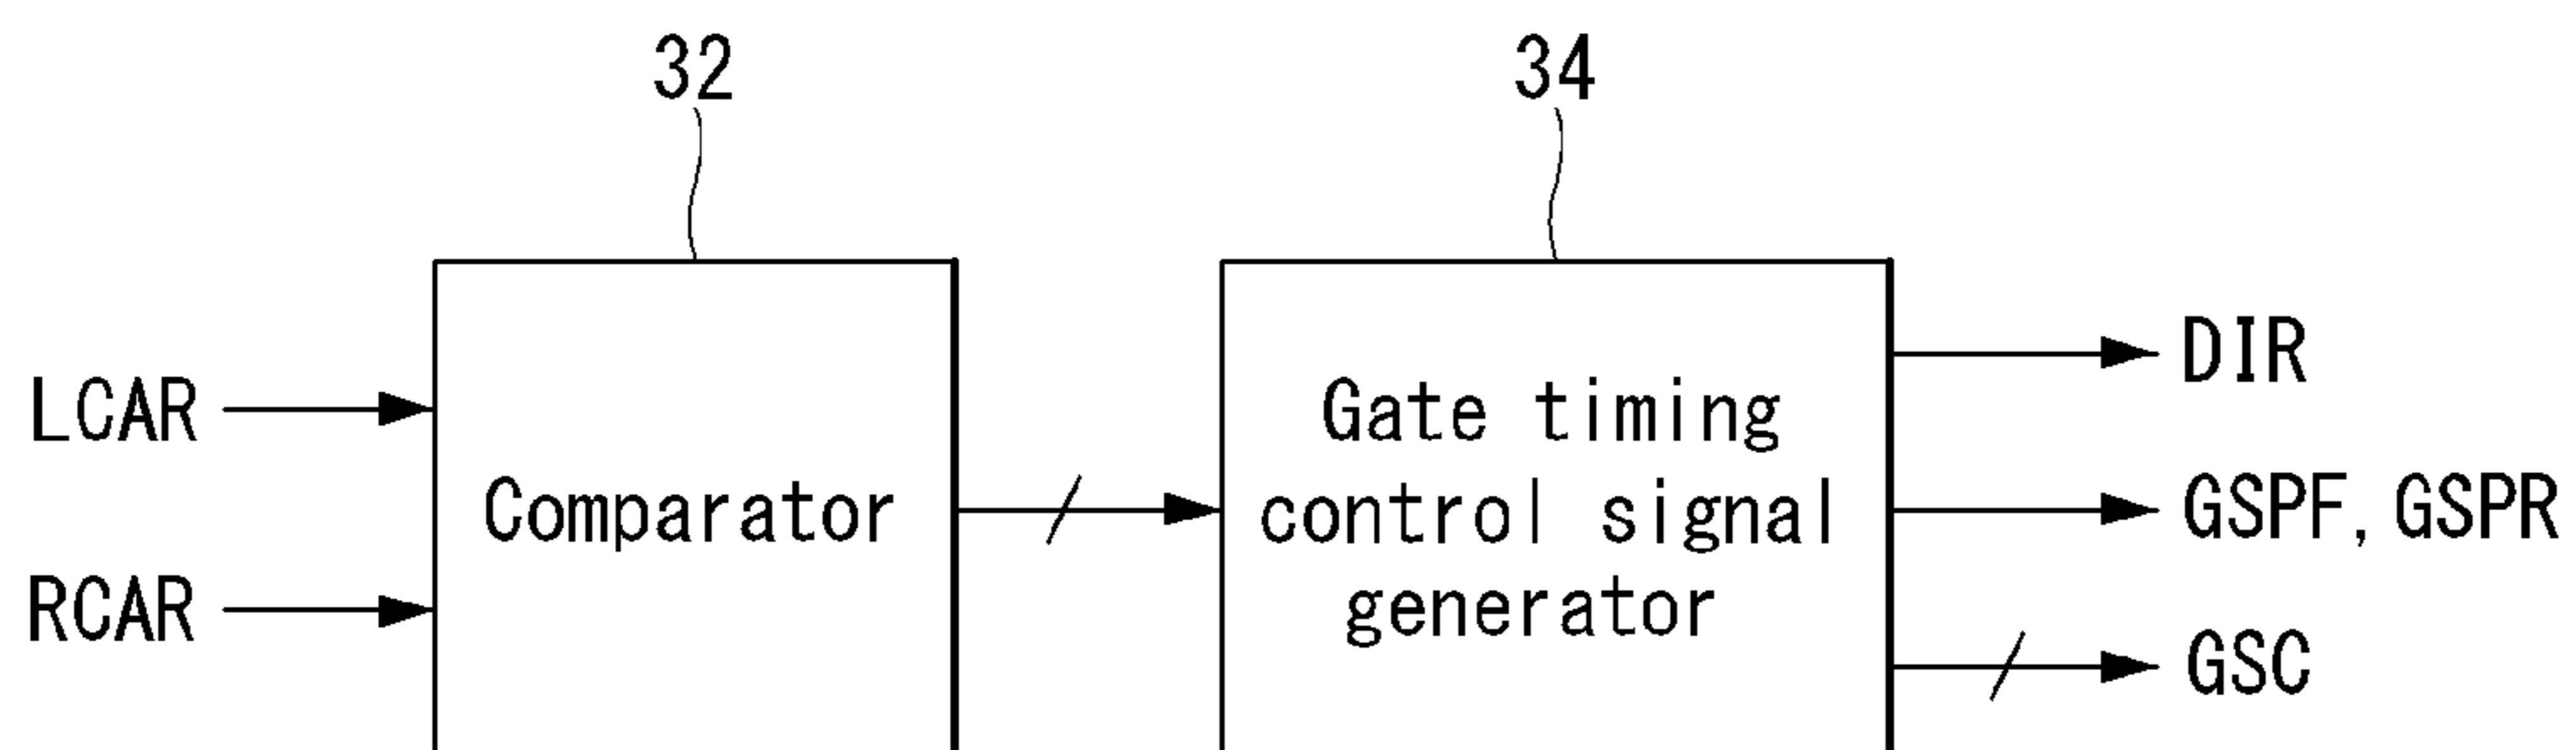 32
34
LCAR
RCAR
Comparator
Gate timing
control signal
generator
DIR
GSPF, GSPR
GSC